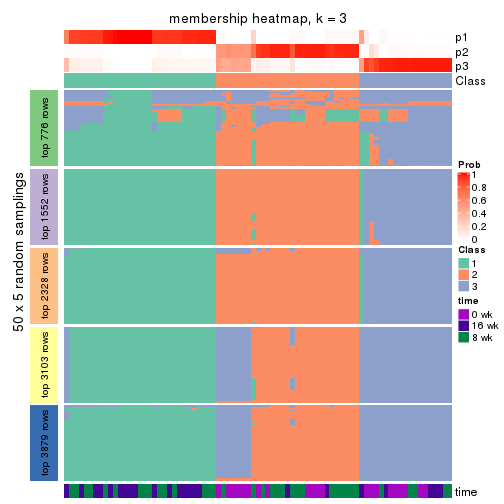 membership heatmap, k = 3
p1
p2
p3
Class
50 x 5 random samplings
top 776 rows
top 1552 rows
top 2328 rows
top 3103 rows
top 3879 rows
time
Prob
1
0.8
0.6
0.4
0.2
0
Class
1
2
3
time
0 wk
16 wk
8 wk